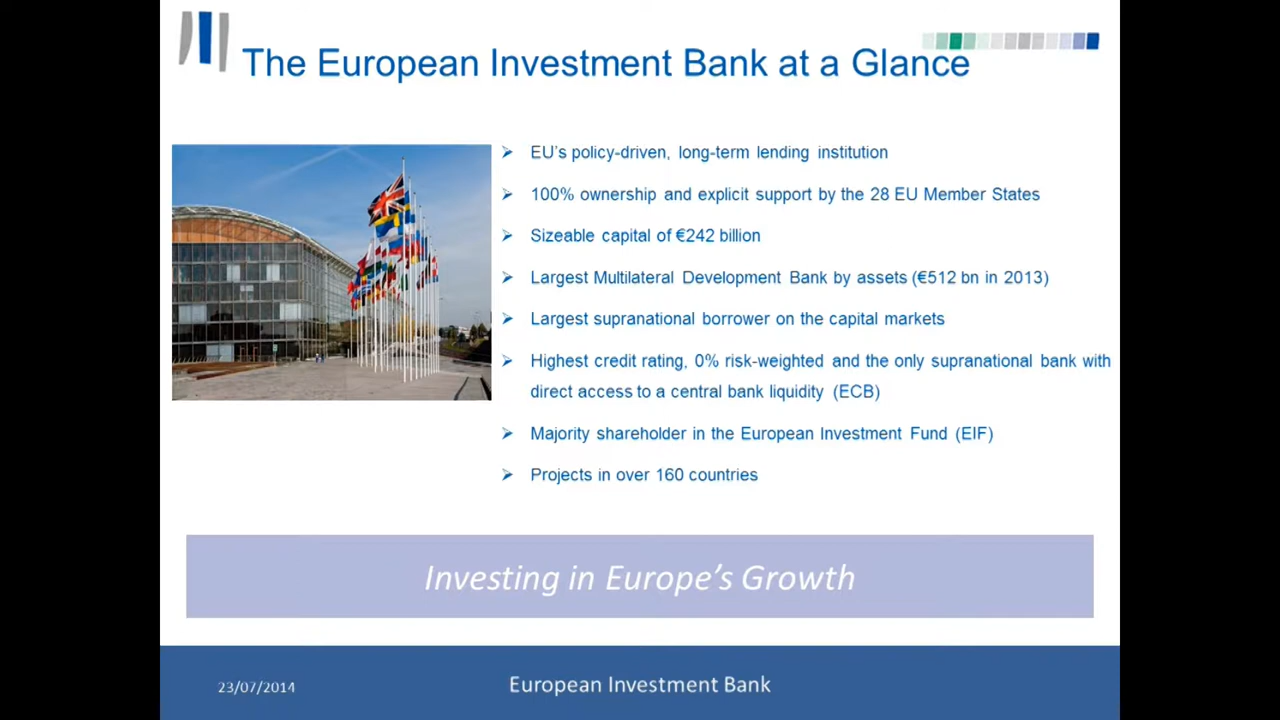 The European Investment Bank at a Glance
EU's policy-driven, long-term lending institution
100% ownership and explicit support by the 28 EU Member States
Sizeable capital of €242 billion
Largest Multilateral Development Bank by assets (€512 bn in 2013)
Largest supranational borrower on the capital markets
Highest credit rating, 0% risk-weighted and the only supranational bank with
direct access to a central bank liquidity (ECB)
Majority shareholder in the European Investment Fund (EIF)
Projects in over 160 countries
Investing in Europe's Growth
23/07/2014
European Investment Bank